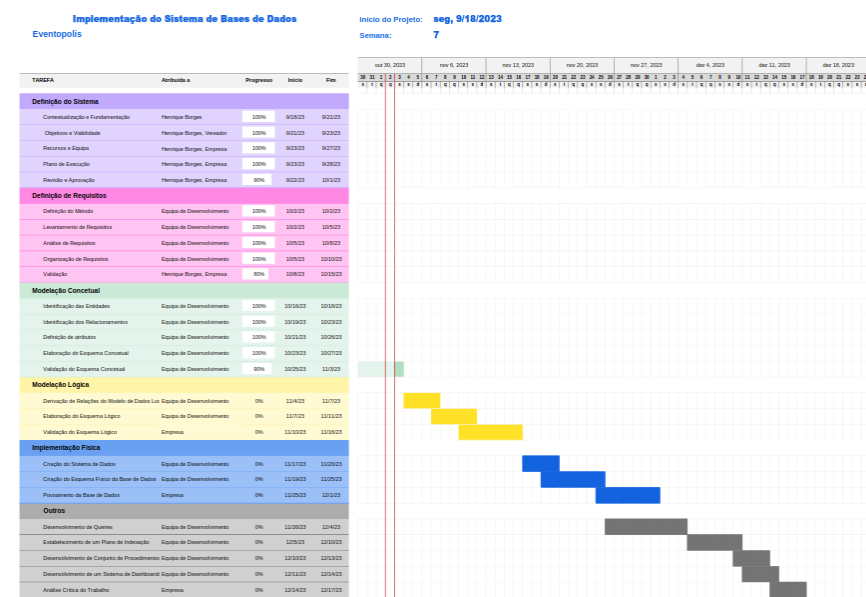 Implementação do Sistema de Bases de Dados
Início do Projeto: seg, 9/18/2023
Eventopolis
Semana: 7
out 30, 2023 nov 6, 2023 nov 13, 2023 nov 20, 2023 nov 27, 2023 dez 4, 2023 dez 11, 2023 dez 18, 2023
30 31 1 2 3 4 5 6 7 8 9 10 11 12 13 14 15 16 17 18 19 20 21 22 23 24 25 26 27 28 29 30 1 2 3 4 5 6 7 8 9 10 11 12 13 14 15 16 17 18 19 20 21 22 23
TAREFA Atribuída a Progresso Início Fim
s t q q s s d s t q q s s d s t q q s s d s t q q s s d s t q q s s d s t q q s s d s t q q s s d s t q q s s
Definição do Sistema
Contextualização e Fundamentação Henrique Borges 100% 9/18/23 9/21/23
Objetivos e Viabilidade Henrique Borges, Versador 100% 9/21/23 9/23/23
Recursos e Equipa Henrique Borges, Empresa 100% 9/23/23 9/27/23
Plano de Execução Henrique Borges, Empresa 100% 9/23/23 9/28/23
Revisão e Aprovação Henrique Borges, Empresa 90% 9/22/23 10/1/23
Definição de Requisitos
Definição do Método Equipa de Desenvolvimento 100% 10/2/23 10/2/23
Levantamento de Requisitos Equipa de Desenvolvimento 100% 10/2/23 10/5/23
Análise de Requisitos Equipa de Desenvolvimento 100% 10/5/23 10/8/23
Organização de Requisitos Equipa de Desenvolvimento 100% 10/5/23 10/10/23
Validação Henrique Borges, Empresa 80% 10/8/23 10/15/23
Modelação Concetual
Identificação das Entidades Equipa de Desenvolvimento 100% 10/16/23 10/18/23
Identificação dos Relacionamentos Equipa de Desenvolvimento 100% 10/19/23 10/23/23
Definição de atributos Equipa de Desenvolvimento 100% 10/21/23 10/26/23
Elaboração do Esquema Concetual Equipa de Desenvolvimento 100% 10/23/23 10/27/23
Validação do Esquema Concetual Equipa de Desenvolvimento 90% 10/25/23 11/3/23
Modelação Lógica
Derivação de Relações do Modelo de Dados Equipa de Desenvolvimento 0% 11/4/23 11/7/23
Elaboração do Esquema Lógico Equipa de Desenvolvimento 0% 11/7/23 11/11/23
Validação do Esquema Lógico Empresa 0% 11/10/23 11/16/23
Implementação Física
Criação do Sistema de Dados Equipa de Desenvolvimento 0% 11/17/23 11/20/23
Criação do Esquema Físico da Base de Dados Equipa de Desenvolvimento 0% 11/19/23 11/25/23
Povoamento da Base de Dados Empresa 0% 11/25/23 12/1/23
Outros
Desenvolvimento de Queries Equipa de Desenvolvimento 0% 11/26/23 12/4/23
Estabelecimento de um Plano de Indexação Equipa de Desenvolvimento 0% 12/5/23 12/10/23
Desenvolvimento de Conjunto de Procedimentos Equipa de Desenvolvimento 0% 12/10/23 12/13/23
Desenvolvimento de um Sistema de Dashboard Equipa de Desenvolvimento 0% 12/11/23 12/14/23
Análise Crítica do Trabalho Empresa 0% 12/14/23 12/17/23